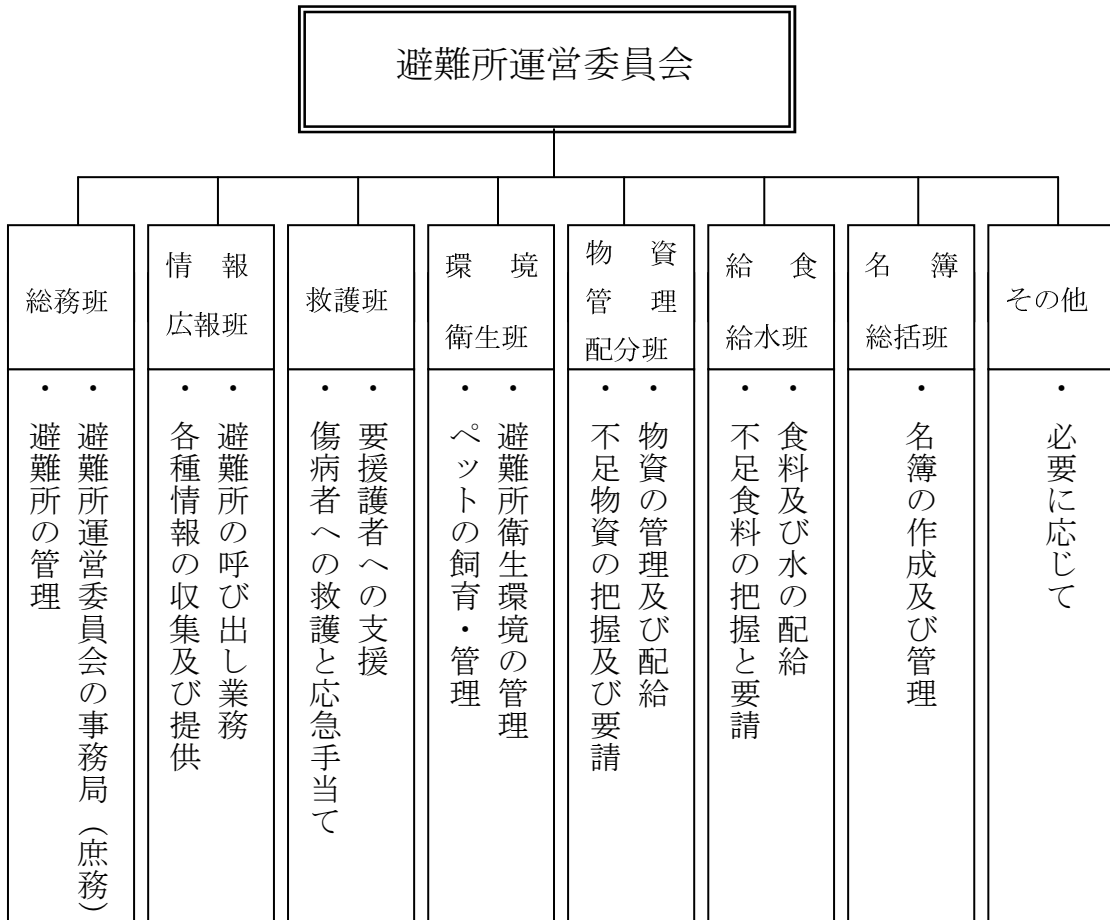 避難所運営委員会
総務班
・避難所運営委員会の事務局（庶務）
・避難所の管理
情報
広報班
・避難所の呼び出し業務
・各種情報の収集及び提供
救護班
・要援護者への支援
・傷病者への救護と応急手当て
環境
衛生班
・避難所衛生環境の管理
・ペットの飼育・管理
物資
管理
配分班
・物資の管理及び配給
・不足物資の把握及び要請
給食
給水班
・食料及び水の配給
・不足食料の把握と要請
名簿
総括班
・名簿の作成及び管理
その他
・必要に応じて